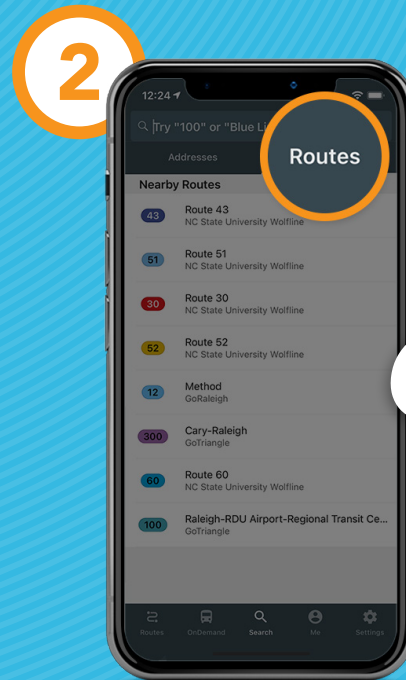 2
12:24
Try "100" or "Blue Li
Addresses
Routes
Nearby Routes
43
Route 43
NC State University Wolfline
51
Route 51
NC State University Wolfline
30
Route 30
NC State University Wolfline
52
Route 52
NC State University Wolfline
12
Method
GoRaleigh
300
Cary-Raleigh
GoTriangle
60
Route 60
NC State University Wolfline
100
Raleigh-RDU Airport-Regional Transit Ce...
GoTriangle
Routes OnDemand Search Me Settings